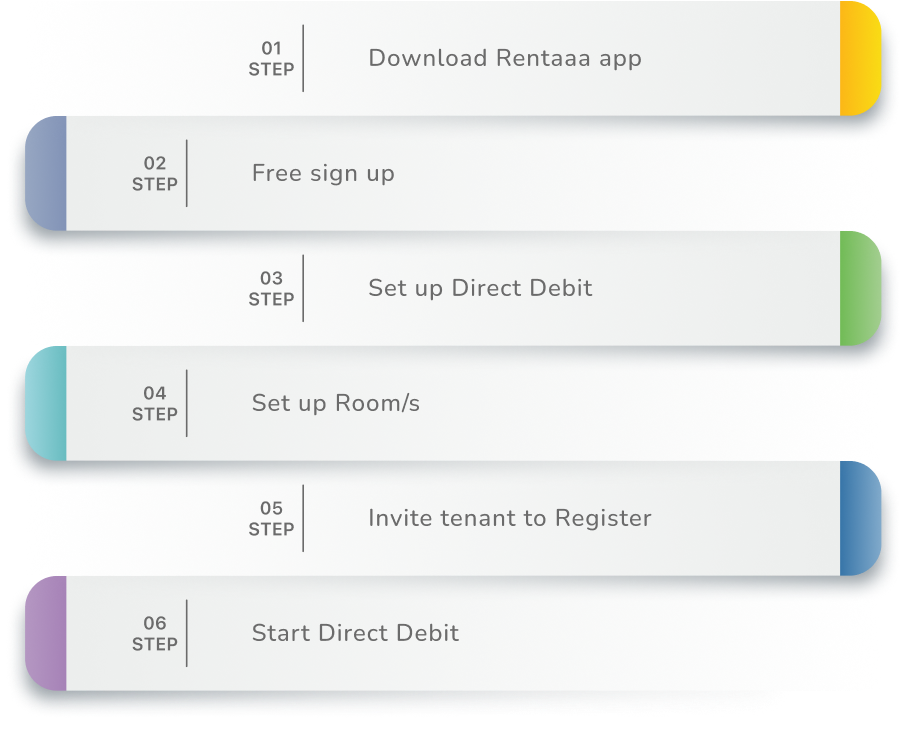 01
STEP
Download Rentaaa app
02
STEP
Free sign up
03
STEP
Set up Direct Debit
04
STEP
Set up Room/s
05
STEP
Invite tenant to Register
06
STEP
Start Direct Debit